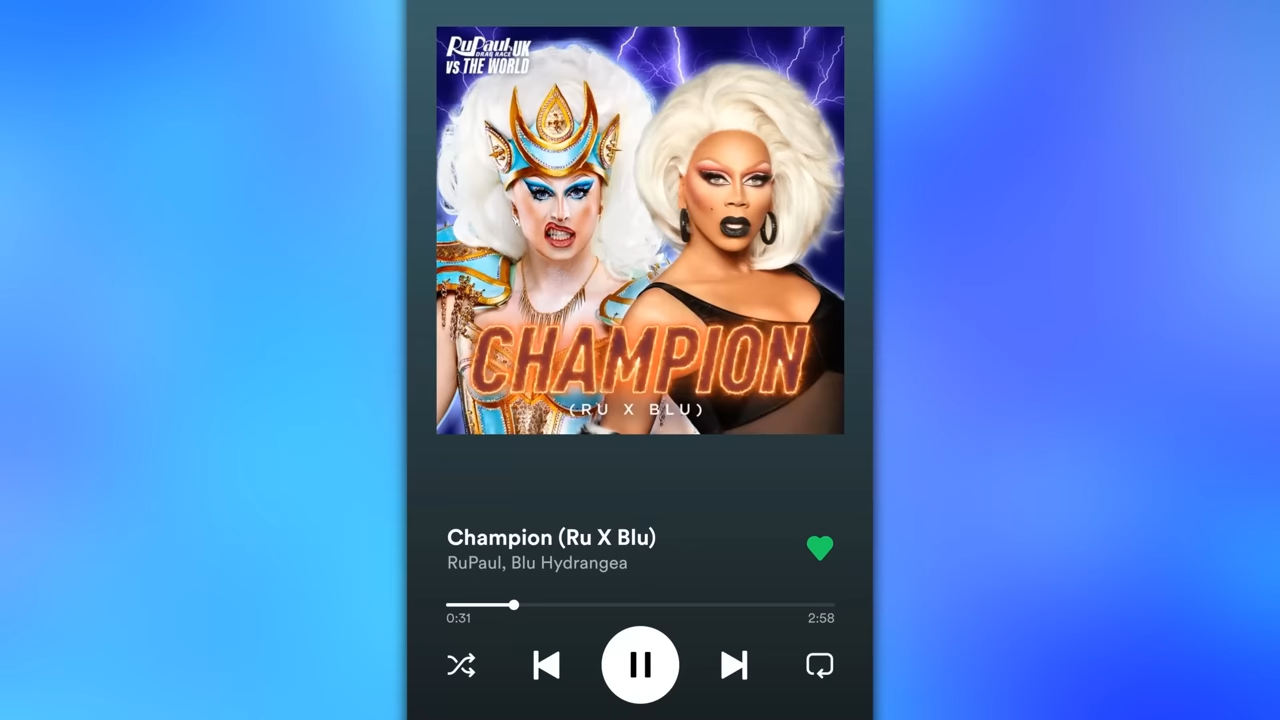 RuPaul's DRAG RACE UK
vs THE WORLD
CHAMPION
(RU X BLU)
Champion (Ru X Blu)
RuPaul, Blu Hydrangea
0:31
2:58